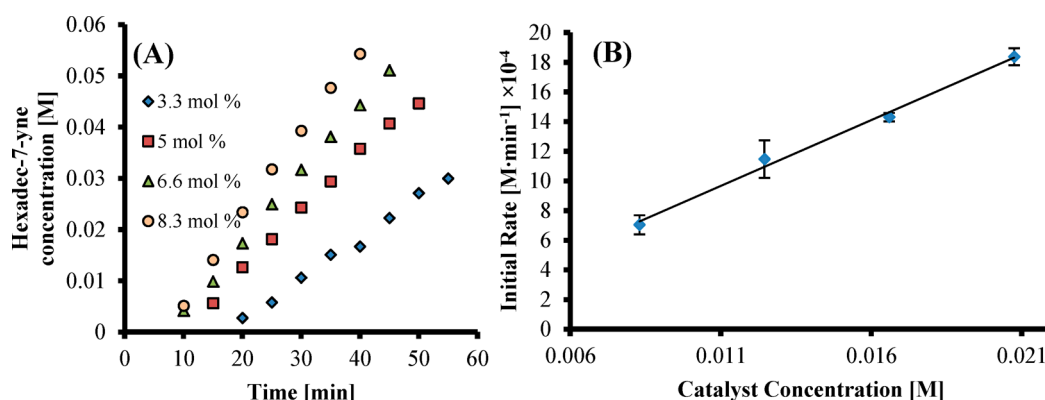 (A)
Hexadec-7-yne
concentration [M]
0.06
0.05
0.04
0.03
0.02
0.01
0
3.3 mol %
5 mol %
6.6 mol %
8.3 mol %
0 10 20 30 40 50 60
Time [min]
(B)
Initial Rate [M·min-1] ×10-4
20
18
16
14
12
10
8
6
4
2
0
0.006 0.011 0.016 0.021
Catalyst Concentration [M]